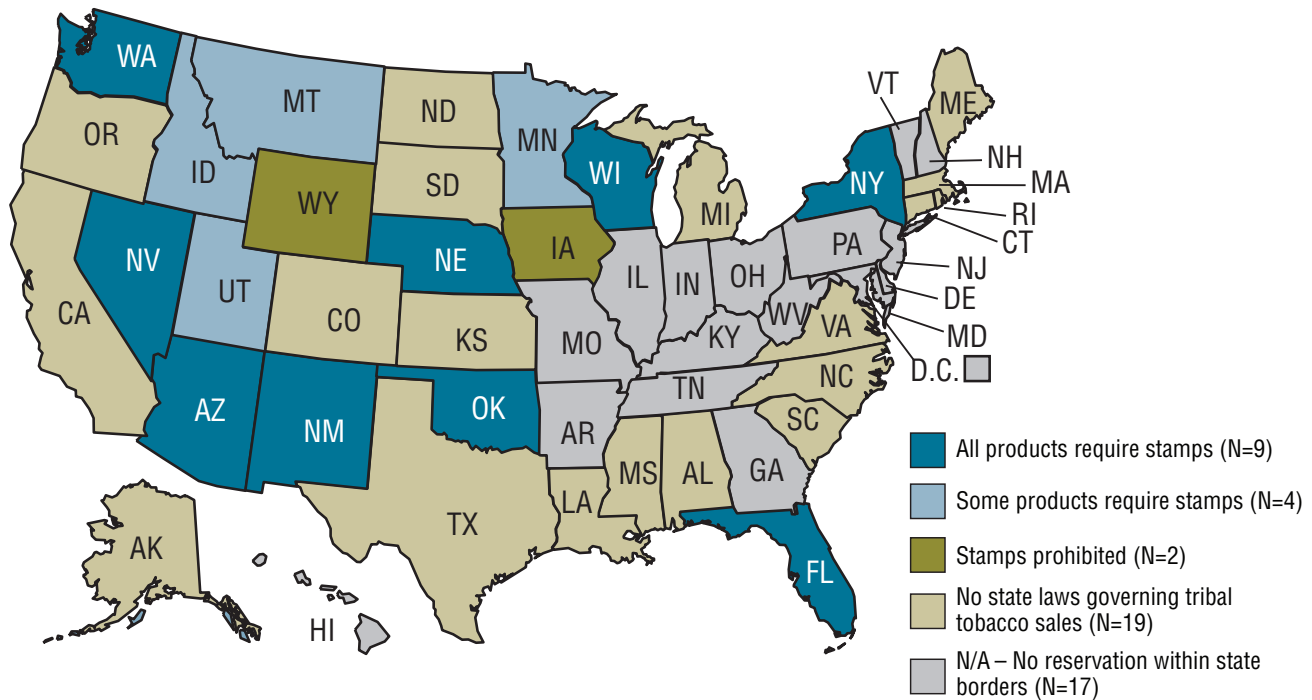 WA
MT
ND
MN
VT
ME
OR
ID
WY
SD
WI
MI
NY
NH
MA
RI
CT
NV
UT
NE
IA
PA
NJ
CA
CO
KS
IL
IN
OH
DE
WV
VA
MD
MO
KY
D.C.
AZ
NM
OK
TN
NC
AR
SC
MS
AL
GA
LA
TX
AK
FL
HI
All products require stamps (N=9)
Some products require stamps (N=4)
Stamps prohibited (N=2)
No state laws governing tribal
tobacco sales (N=19)
N/A – No reservation within state
borders (N=17)